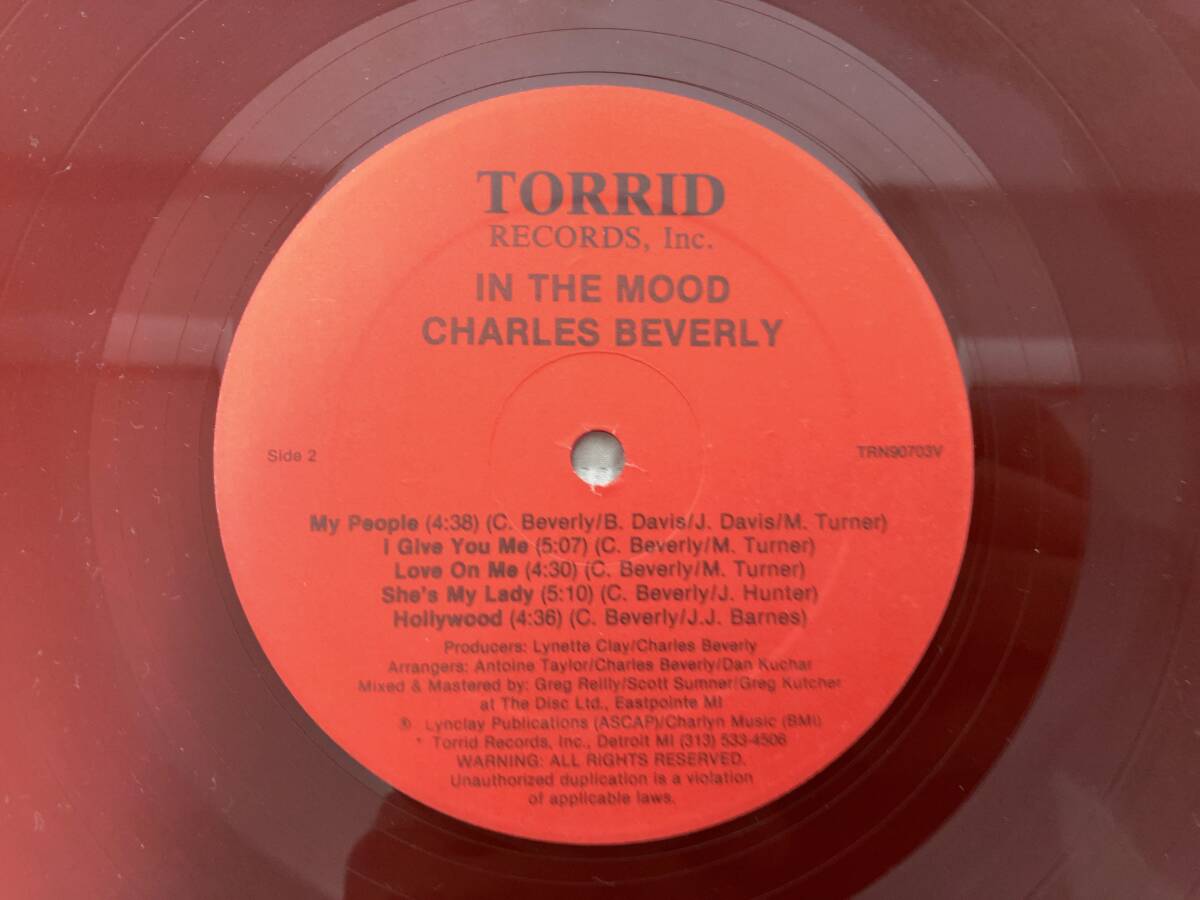 TORRID
RECORDS, Inc.
IN THE MOOD
CHARLES BEVERLY
Side 2
TRN90703V
My People (4:38) (C. Beverly/B. Davis/J. Davis/M. Turner)
I Give You Me (5:07) (C. Beverly/M. Turner)
Love On Me (4:30) (C. Beverly/M. Turner)
She's My Lady (5:10) (C. Beverly/J. Hunter)
Hollywood (4:36) (C. Beverly/J.J. Barnes)
Producers: Lynette Clay/Charles Beverly
Arrangers: Antoine Taylor/Charles Beverly/Dan Kuchar
Mixed & Mastered by: Greg Reilly/Scott Sumner/Greg Kutcher
at The Disc Ltd., Eastpointe MI
℗ Lynclay Publications (ASCAP)/Charlyn Music (BMI)
* Torrid Records, Inc., Detroit MI (313) 533-4506
WARNING: ALL RIGHTS RESERVED.
Unauthorized duplication is a violation
of applicable laws.